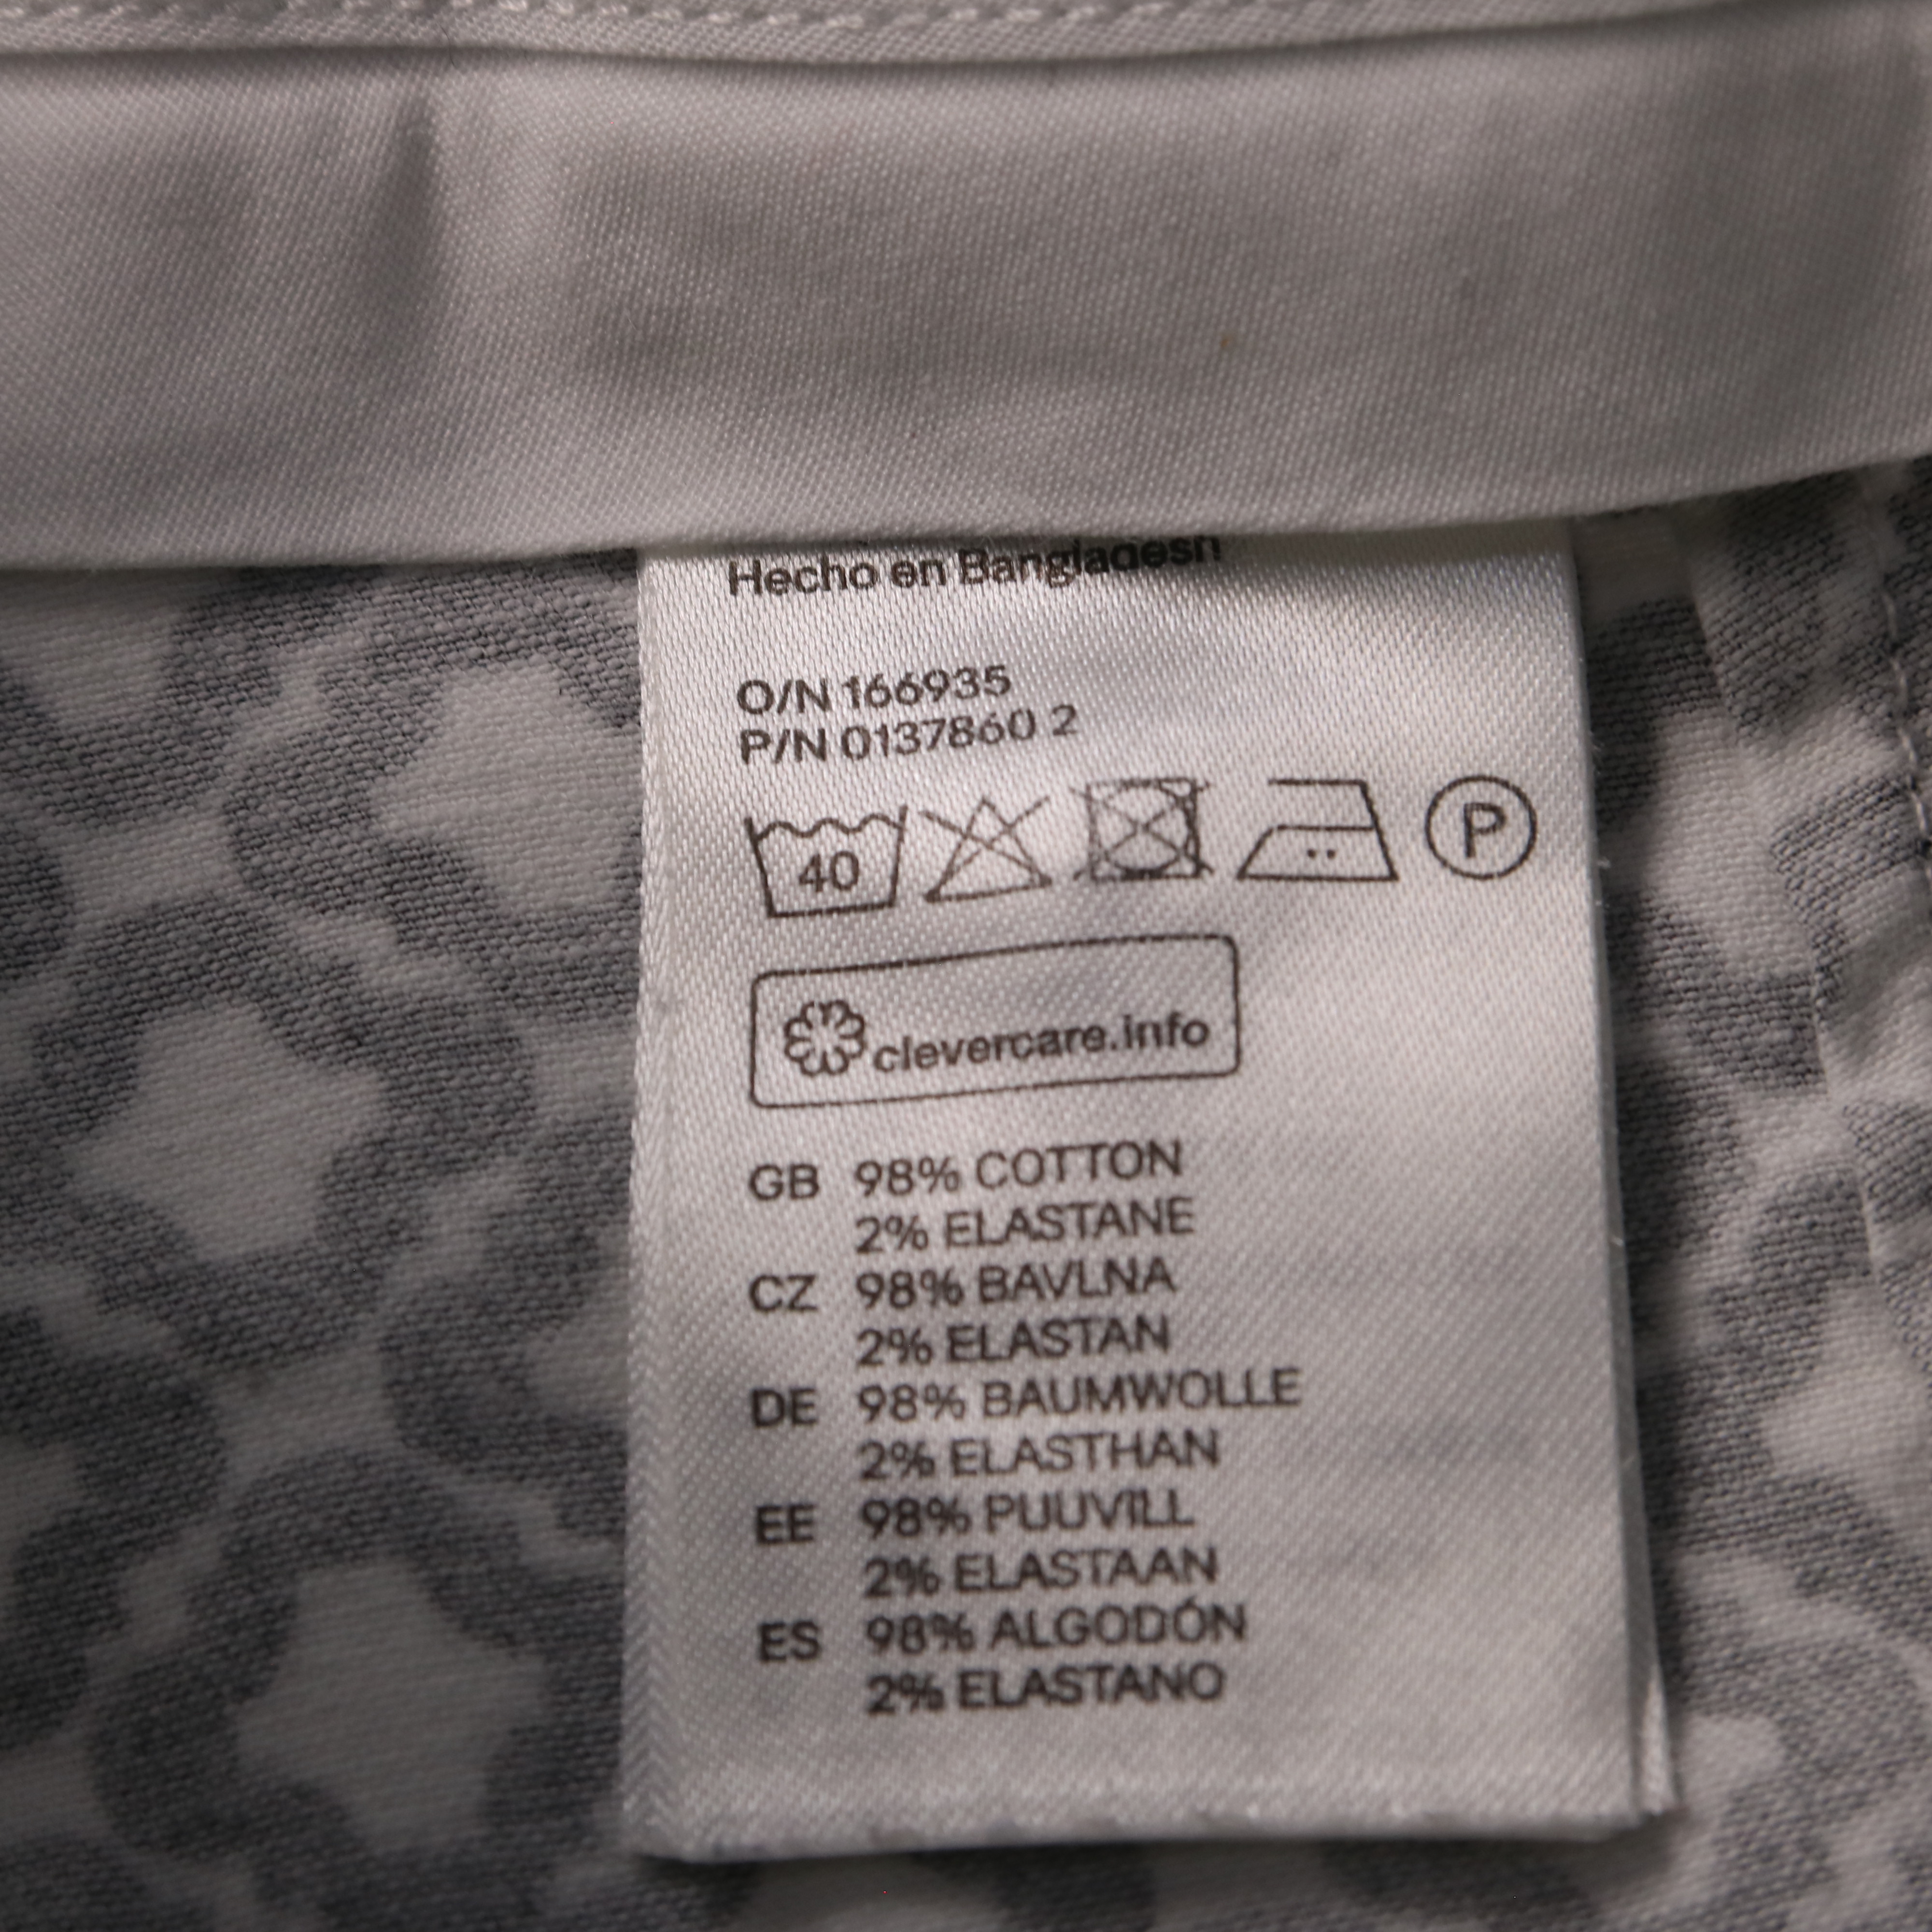 Hecho en Bangladesh
O/N 166935
P/N 0137860 2
40 P
clevercare.info
GB 98% COTTON
2% ELASTANE
CZ 98% BAVLNA
2% ELASTAN
DE 98% BAUMWOLLE
2% ELASTHAN
EE 98% PUUVILL
2% ELASTAAN
ES 98% ALGODÓN
2% ELASTANO